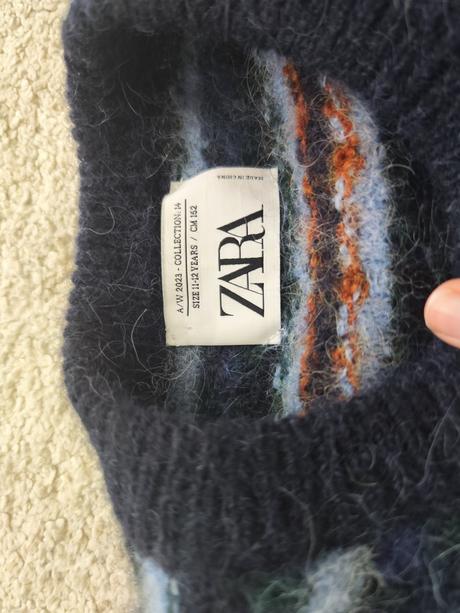 ZARA
SIZE 11-12 YEARS / CM 152
A/W 2023 - COLLECTION: 14
MADE IN CHINA